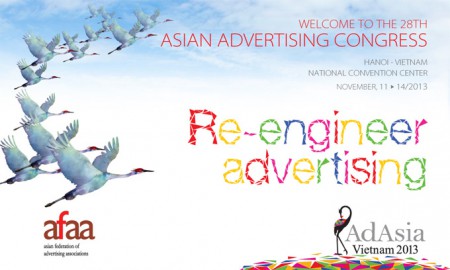 WELCOME TO THE 28TH
ASIAN ADVERTISING CONGRESS
HANOI - VIETNAM
NATIONAL CONVENTION CENTER
NOVEMBER, 11 ▸ 14/2013
Re-engineer
advertising
afaa
asian federation of
advertising associations
AdAsia
Vietnam 2013